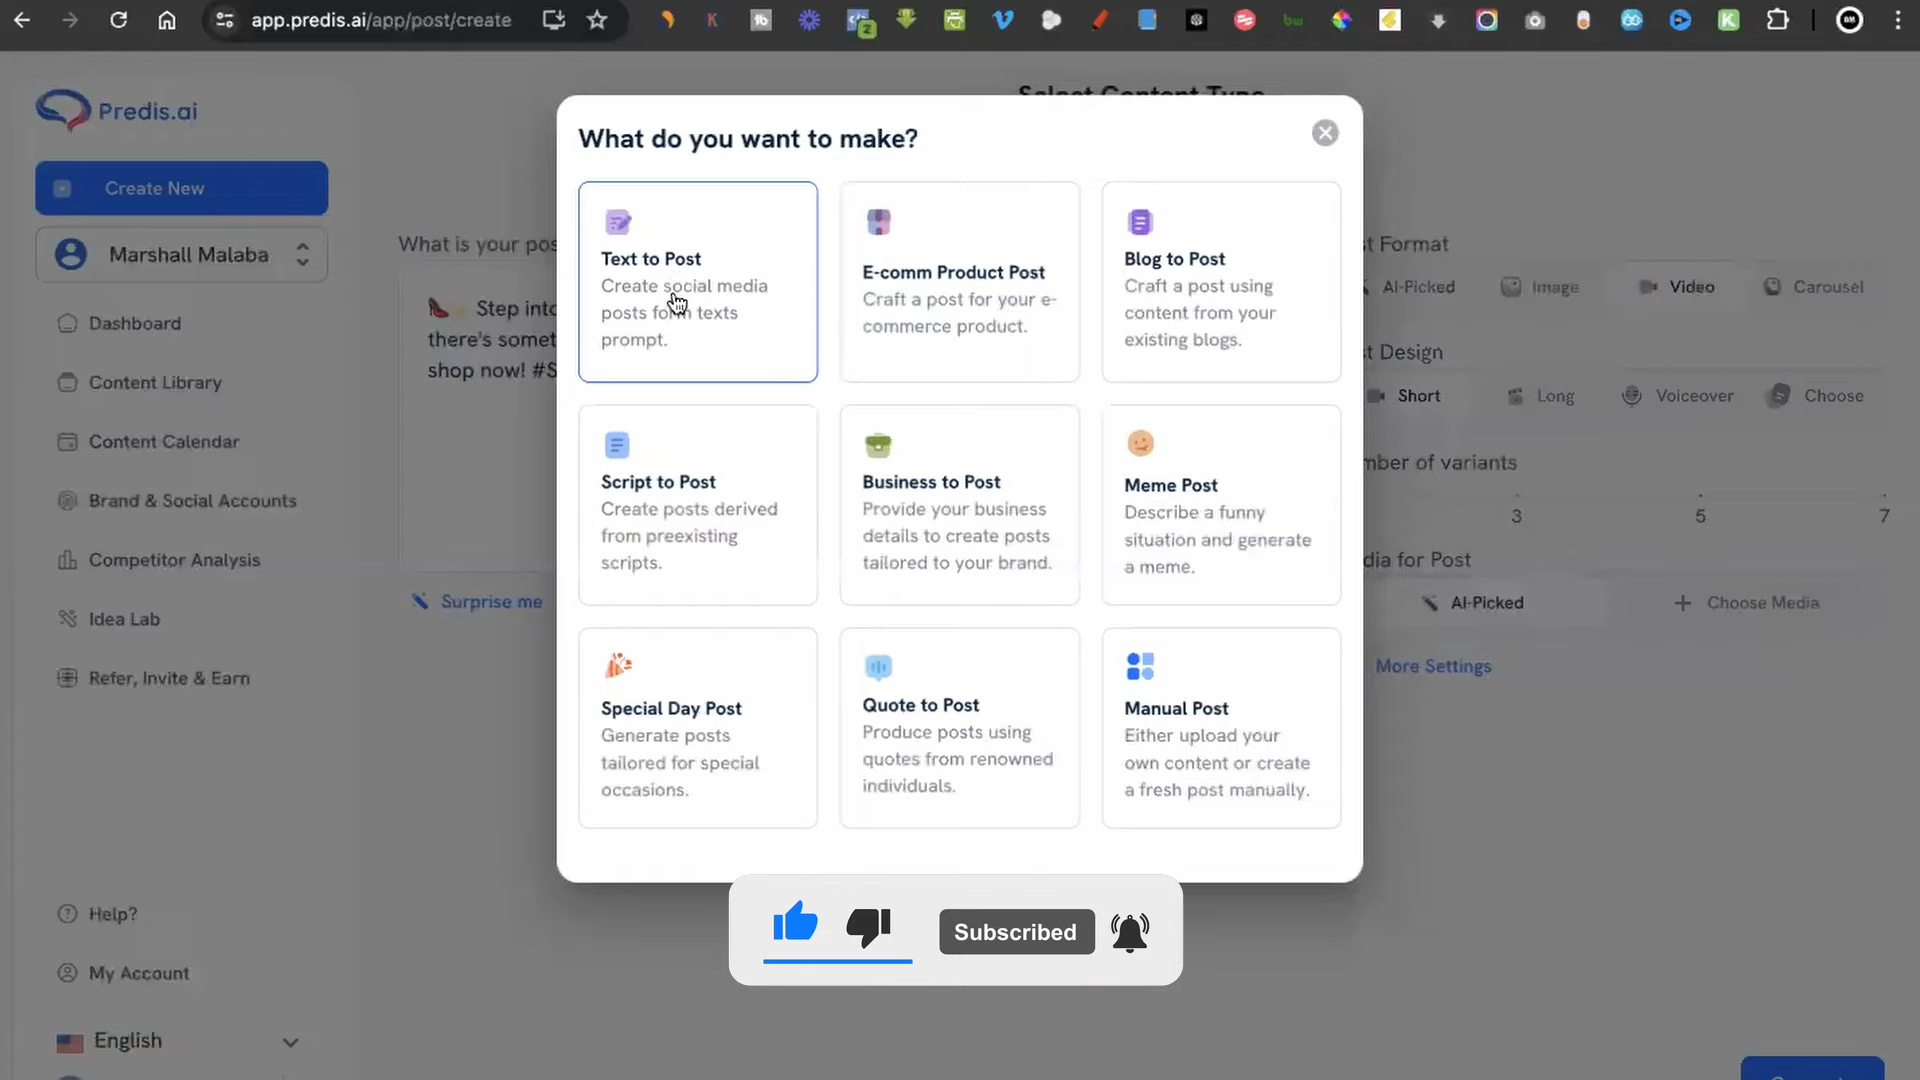 app.predis.ai/app/post/create
Predis.ai
Create New
Marshall Malaba
Dashboard
Content Library
Content Calendar
Brand & Social Accounts
Competitor Analysis
Idea Lab
Refer, Invite & Earn
Help?
My Account
English
Select Content Type
What is your pos
Step into
there's somet
shop now! #S
Surprise me
What do you want to make?
Text to Post
Create social media
posts form texts
prompt.
E-comm Product Post
Craft a post for your e-
commerce product.
Blog to Post
Craft a post using
content from your
existing blogs.
Script to Post
Create posts derived
from preexisting
scripts.
Business to Post
Provide your business
details to create posts
tailored to your brand.
Meme Post
Describe a funny
situation and generate
a meme.
Special Day Post
Generate posts
tailored for special
occasions.
Quote to Post
Produce posts using
quotes from renowned
individuals.
Manual Post
Either upload your
own content or create
a fresh post manually.
t Format
AI-Picked Image Video Carousel
t Design
Short Long Voiceover Choose
mber of variants
3 5 7
dia for Post
AI-Picked + Choose Media
More Settings
Subscribed